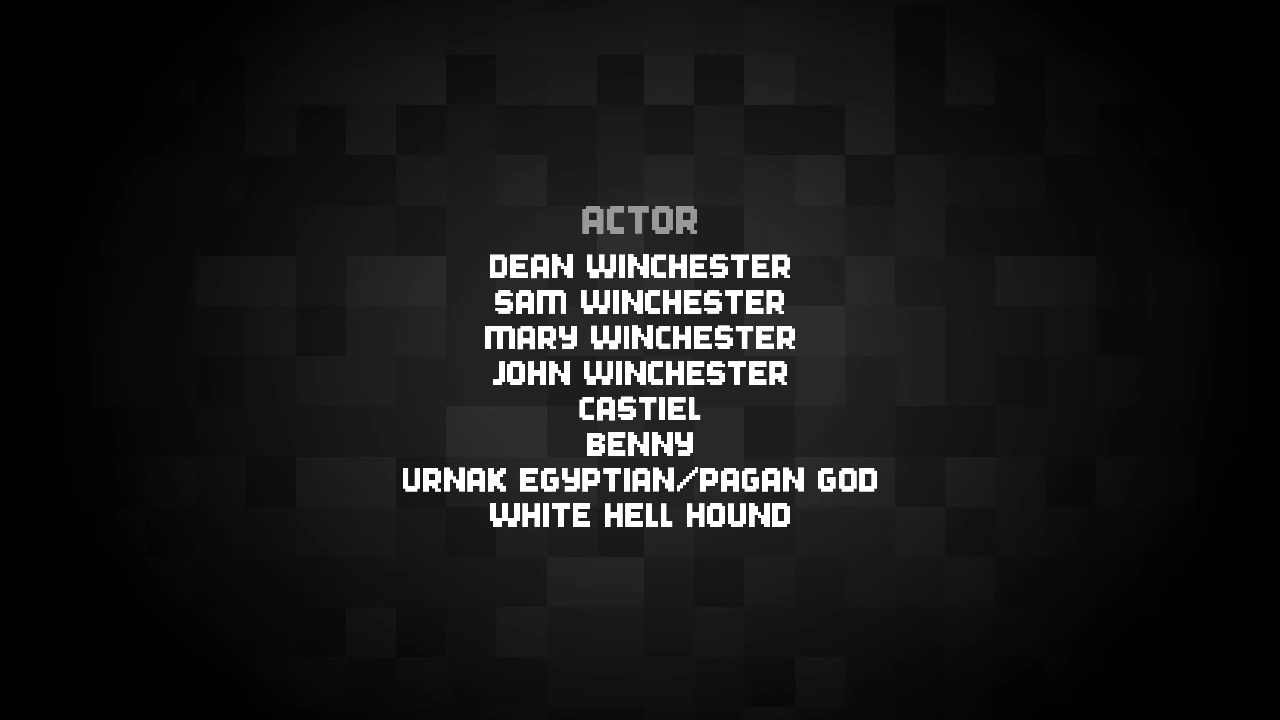 ACTOR
DEAN WINCHESTER
SAM WINCHESTER
MARY WINCHESTER
JOHN WINCHESTER
CASTIEL
BENNY
URNAK EGYPTIAN/PAGAN GOD
WHITE HELL HOUND